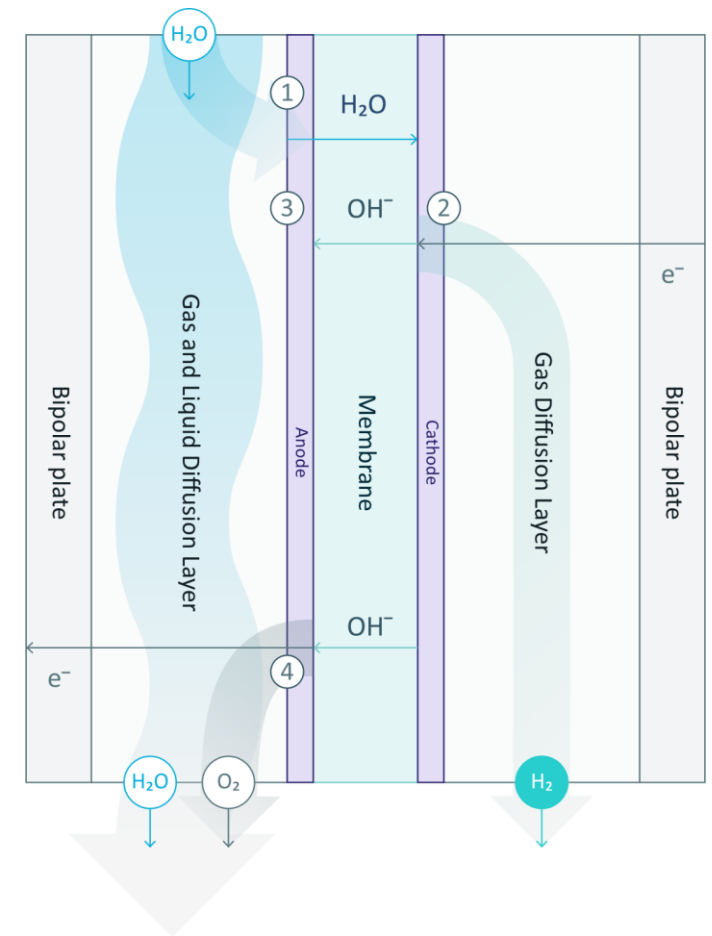 H₂O
1
H₂O
3
OH⁻
2
e⁻
Bipolar plate
Gas and Liquid Diffusion Layer
Anode
Membrane
Cathode
Gas Diffusion Layer
Bipolar plate
OH⁻
4
e⁻
H₂O
O₂
H₂